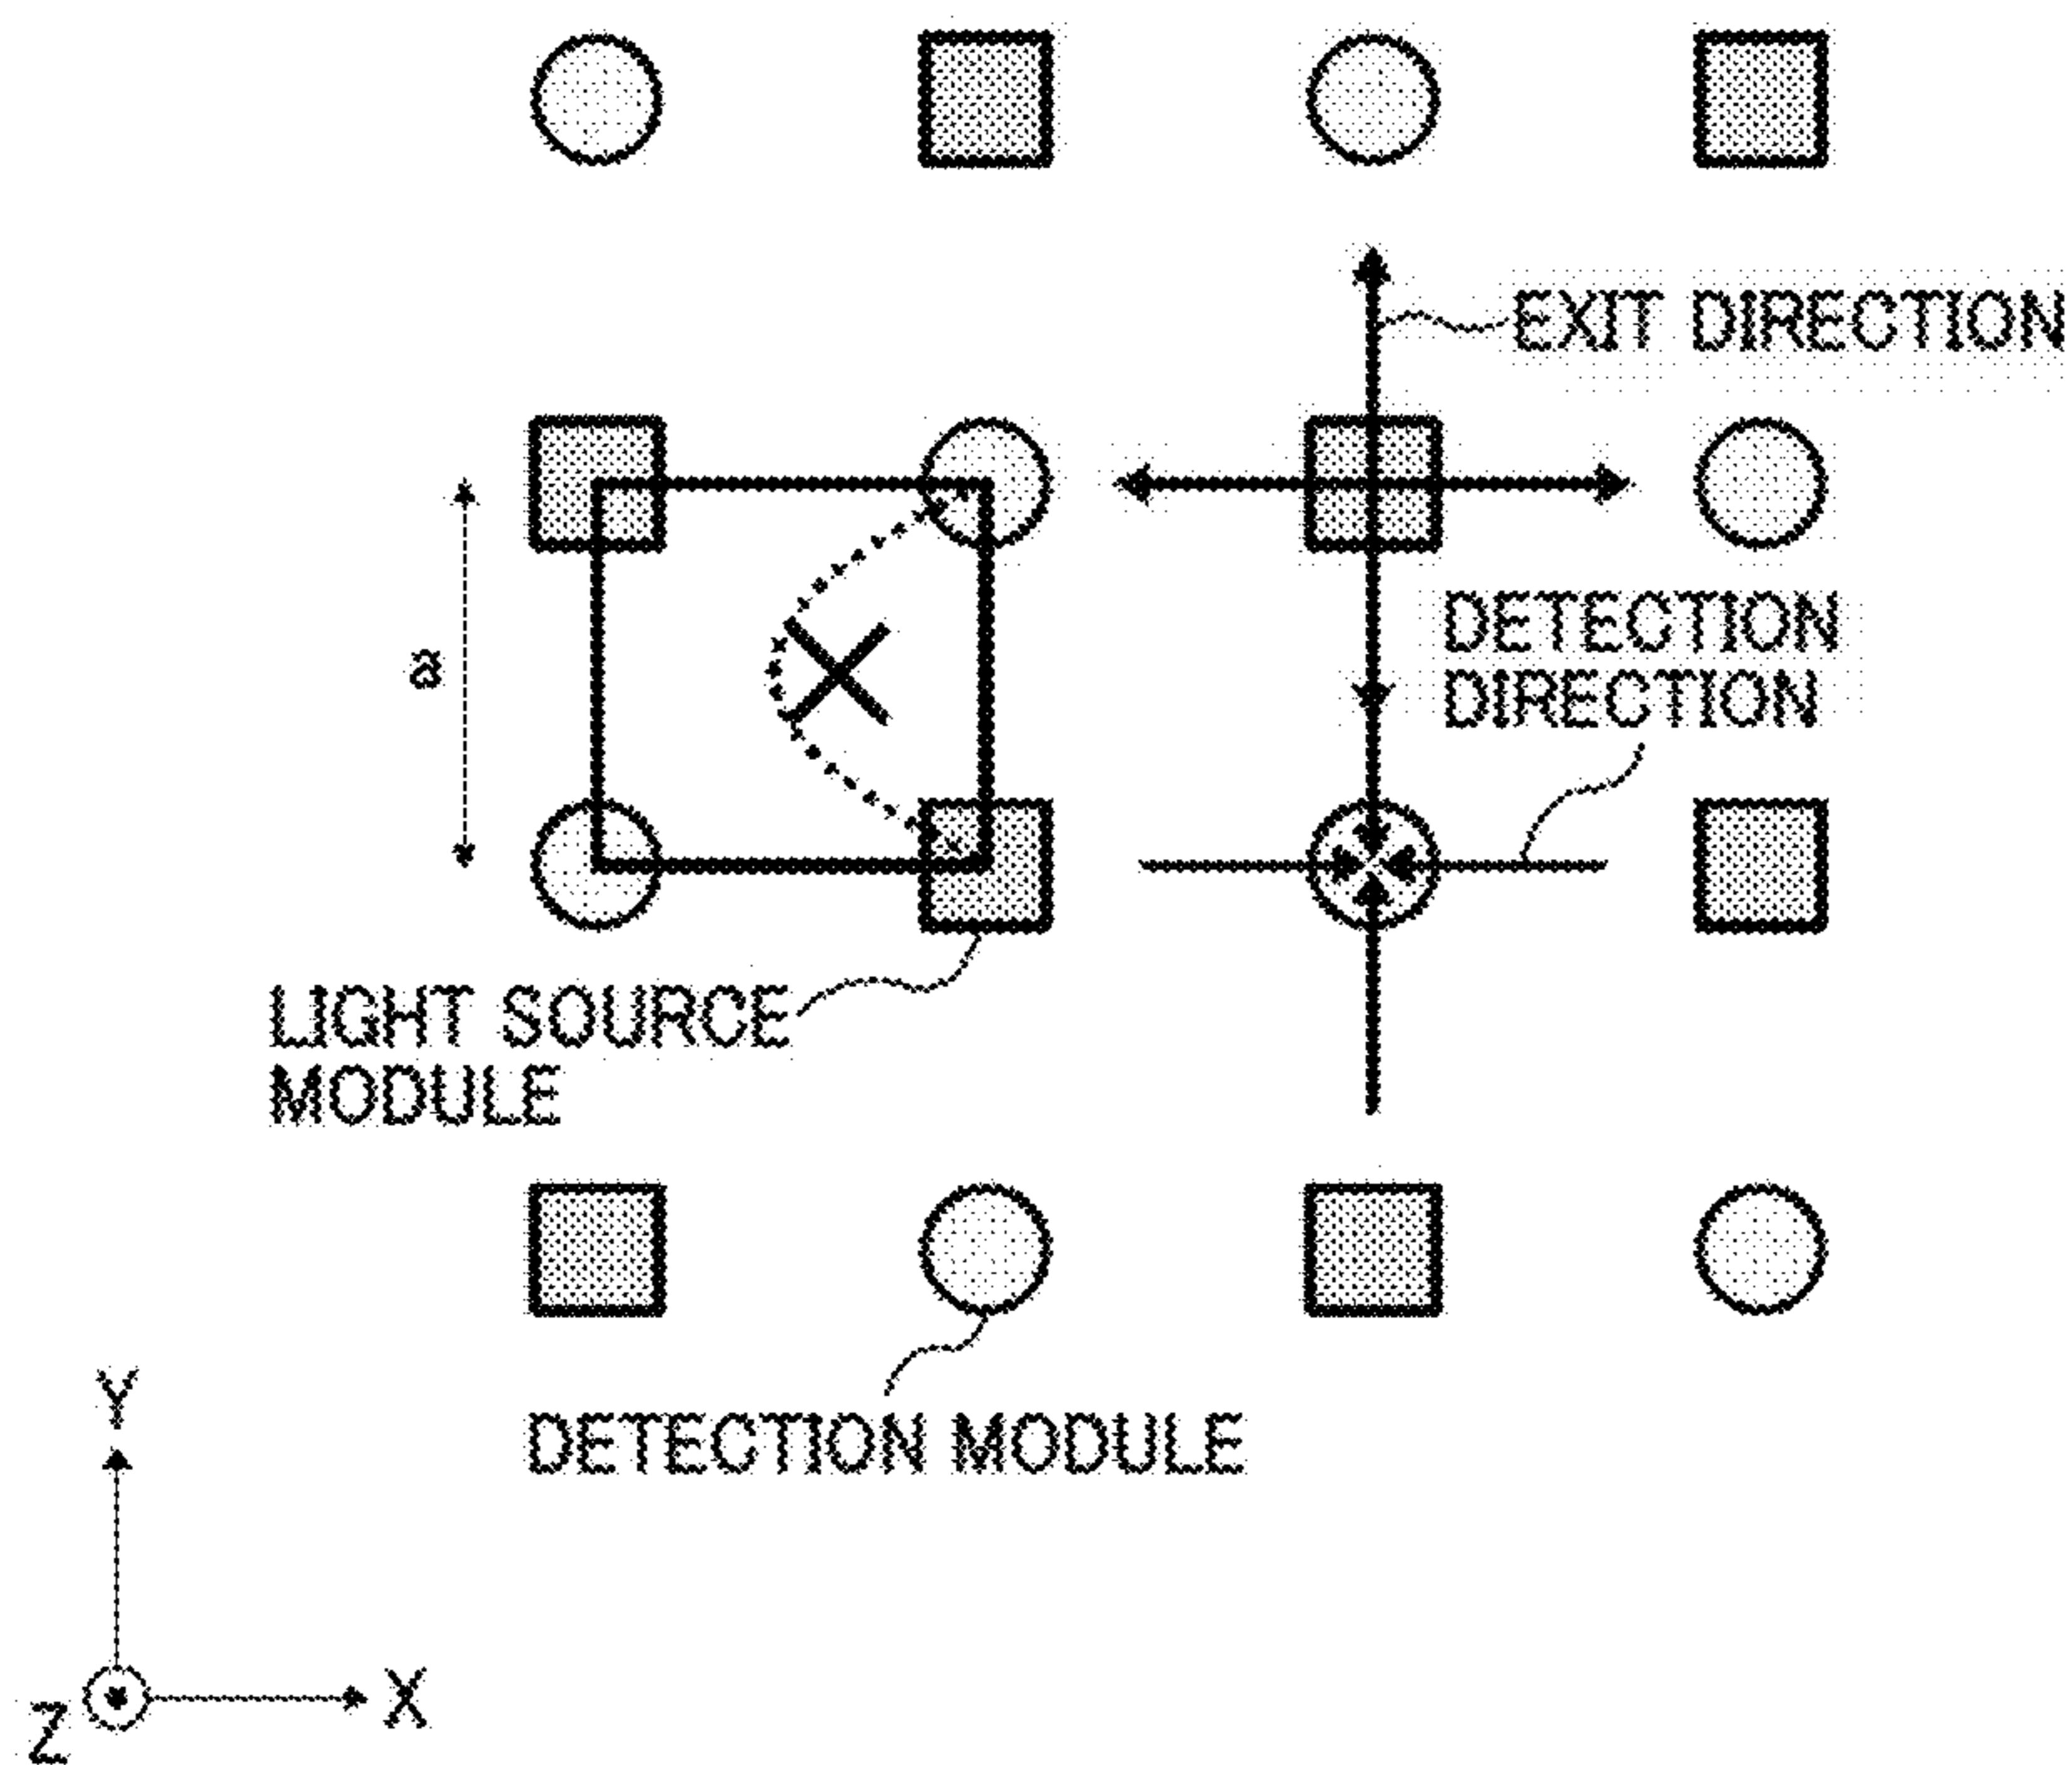 EXIT DIRECTION
DETECTION
DIRECTION
a
LIGHT SOURCE
MODULE
DETECTION MODULE
Y
Z
X